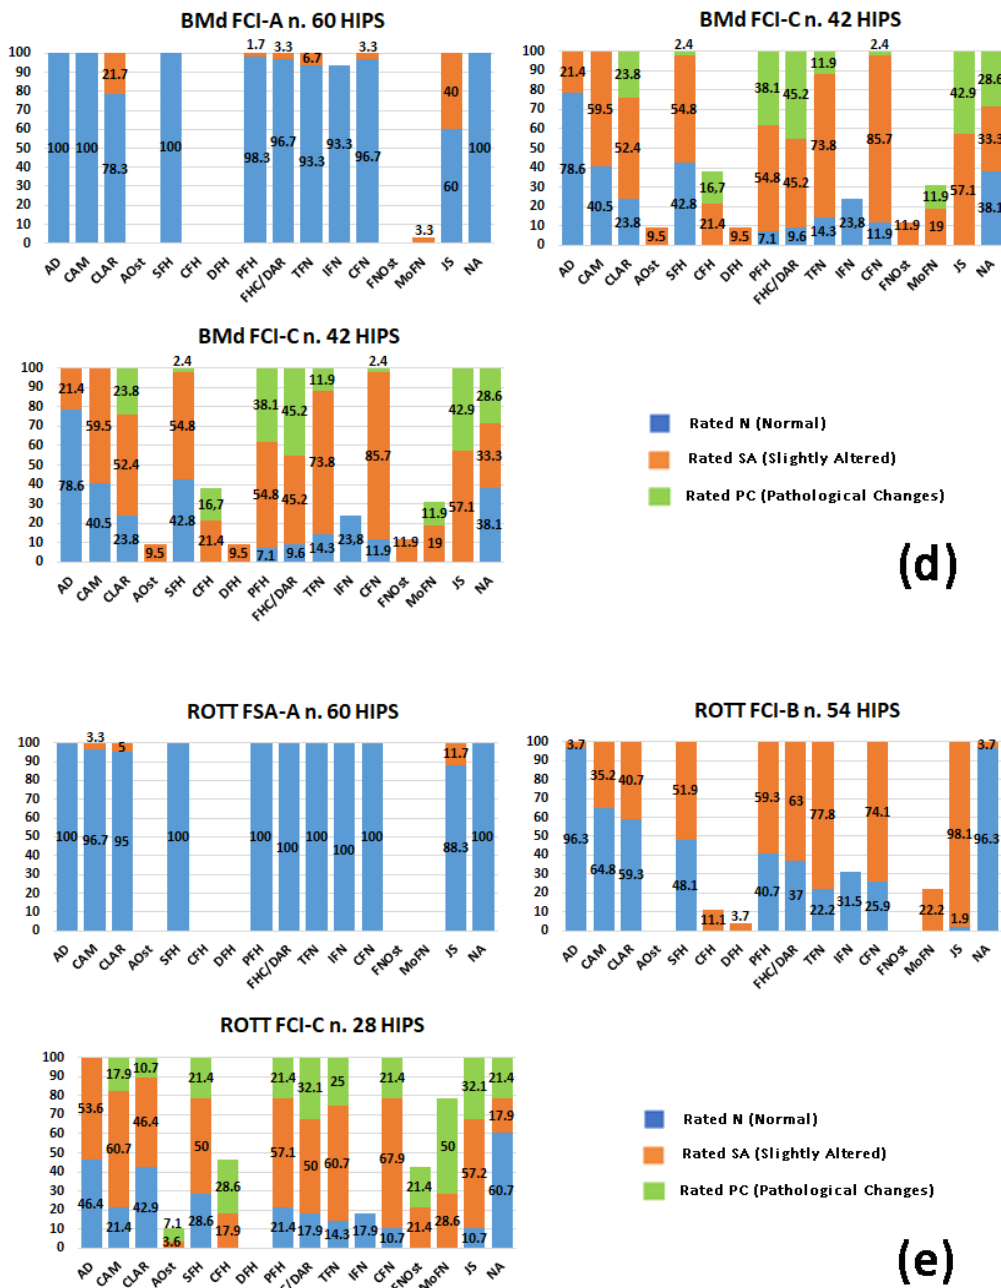 BMd FCI-A n. 60 HIPS
100
90
80
70
60
50
40
30
20
10
0
1.7 3.3 3.3
21.7 6.7 40
100 100 78.3 100 98.3 96.7 93.3 93.3 96.7 60 100
3.3
AD CAM CLAR AOst SFH CFH DFH PFH FHC/DAR TFN IFN CFN FNOst MoFN JS NA
BMd FCI-C n. 42 HIPS
100
90
80
70
60
50
40
30
20
10
0
2.4 2.4
23.8 38.1 45.2 11.9 42.9 28.6
21.4 59.5 52.4 54.8 54.8 45.2 73.8 85.7 57.1 33.3
16,7 11.9
9.5 21.4 9.5 11.9 19
78.6 40.5 23.8 42.8 7.1 9.6 14.3 23,8 11.9 38.1
AD CAM CLAR AOst SFH CFH DFH PFH FHC/DAR TFN IFN CFN FNOst MoFN JS NA
BMd FCI-C n. 42 HIPS
100
90
80
70
60
50
40
30
20
10
0
2.4 2.4
23.8 38.1 45.2 11.9 42.9 28.6
21.4 59.5 52.4 54.8 54.8 45.2 73.8 85.7 57.1 33.3
16,7 11.9
9.5 21.4 9.5 11.9 19
78.6 40.5 23.8 42.8 7.1 9.6 14.3 23,8 11.9 38.1
AD CAM CLAR AOst SFH CFH DFH PFH FHC/DAR TFN IFN CFN FNOst MoFN JS NA
Rated N (Normal)
Rated SA (Slightly Altered)
Rated PC (Pathological Changes)
(d)
ROTT FSA-A n. 60 HIPS
100
90
80
70
60
50
40
30
20
10
0
3.3 5 11.7
100 96.7 95 100 100 100 100 100 100 88.3 100
AD CAM CLAR AOst SFH CFH DFH PFH FHC/DAR TFN IFN CFN FNOst MoFN JS NA
ROTT FCI-B n. 54 HIPS
100
90
80
70
60
50
40
30
20
10
0
3.7 35.2 40.7 51.9 11.1 3.7 59.3 63 77.8 74.1 22.2 98.1 3.7
96.3 64.8 59.3 48.1 40.7 37 22.2 31.5 25.9 1.9 96.3
AD CAM CLAR AOst SFH CFH DFH PFH FHC/DAR TFN IFN CFN FNOst MoFN JS NA
ROTT FCI-C n. 28 HIPS
100
90
80
70
60
50
40
30
20
10
0
17.9 10.7 7.1 21.4 28.6 21.4 32.1 25 21.4 21.4 50 32.1 21.4
53.6 60.7 46.4 3.6 50 17.9 57.1 50 60.7 67.9 21.4 28.6 57.2 17.9
46.4 21.4 42.9 28.6 21.4 17.9 14.3 17.9 10.7 10.7 60.7
AD CAM CLAR AOst SFH CFH DFH PFH FHC/DAR TFN IFN CFN FNOst MoFN JS NA
Rated N (Normal)
Rated SA (Slightly Altered)
Rated PC (Pathological Changes)
(e)